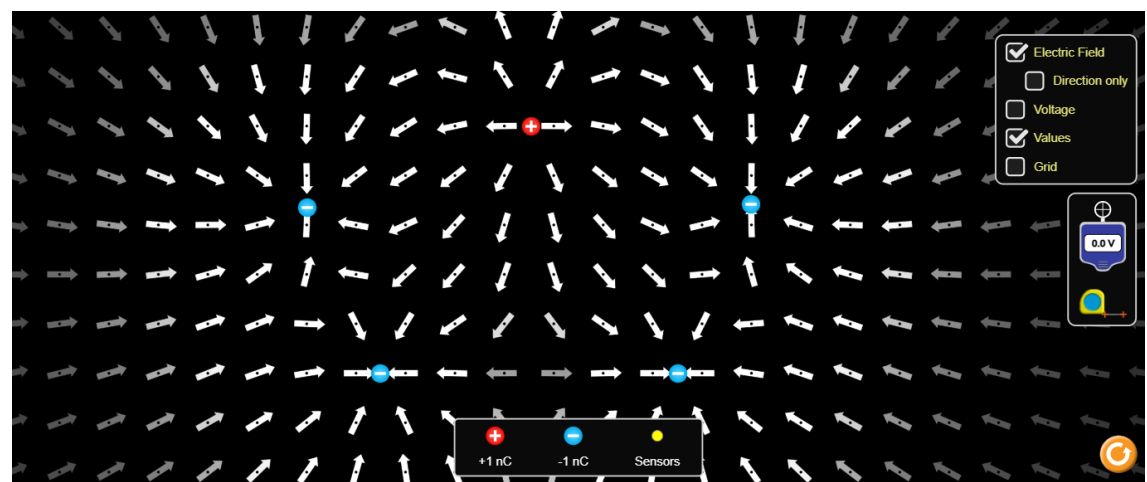 Electric Field
Direction only
Voltage
Values
Grid
0.0 V
+1 nC
-1 nC
Sensors